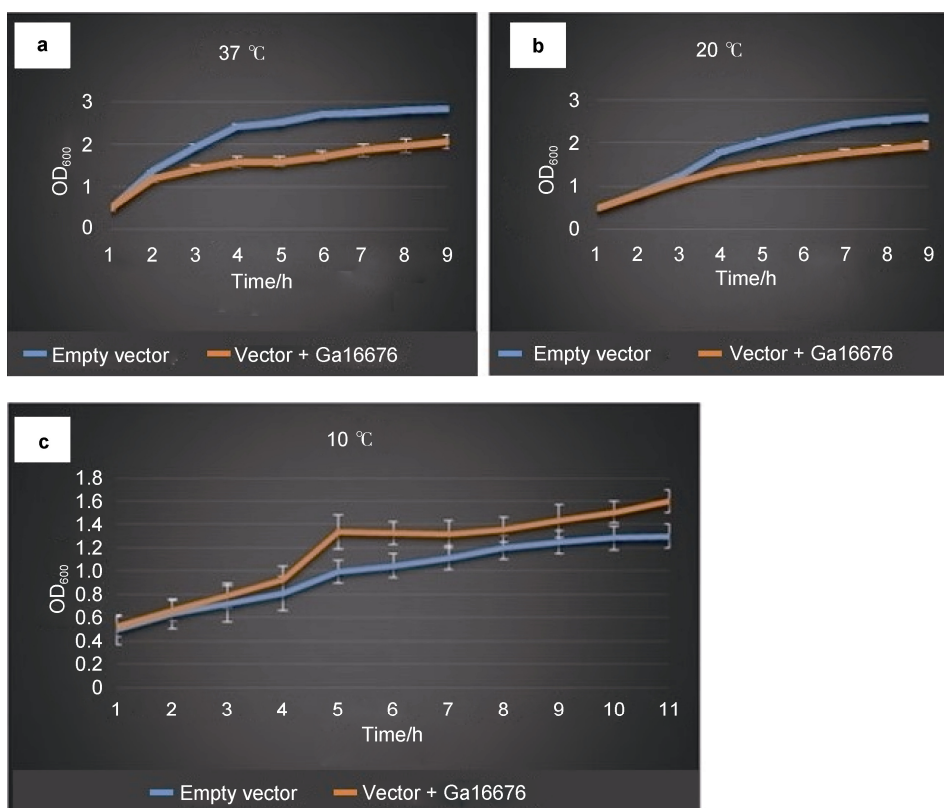 a
37 ℃
3
2
1
0
OD600
1 2 3 4 5 6 7 8 9
Time/h
Empty vector Vector + Ga16676
b
20 ℃
3
2
1
0
OD600
1 2 3 4 5 6 7 8 9
Time/h
Empty vector Vector + Ga16676
c
10 ℃
1.8
1.6
1.4
1.2
1.0
0.8
0.6
0.4
0.2
0
OD600
1 2 3 4 5 6 7 8 9 10 11
Time/h
Empty vector Vector + Ga16676